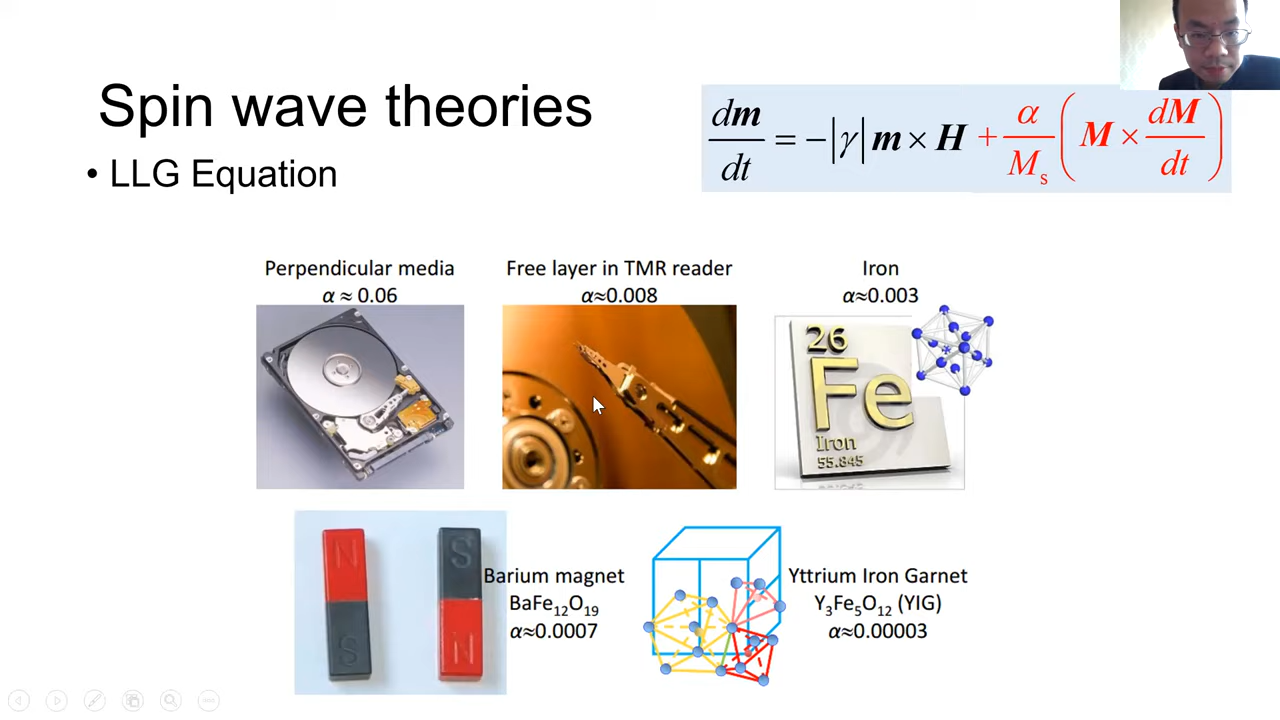 Spin wave theories
• LLG Equation
dm/dt = −|γ| m × H + α/Mₛ (M × dM/dt)
Perpendicular media
α ≈ 0.06
Free layer in TMR reader
α≈0.008
Iron
α≈0.003
26
Fe
Iron
55.845
N
S
S
N
Barium magnet
BaFe₁₂O₁₉
α≈0.0007
Yttrium Iron Garnet
Y₃Fe₅O₁₂ (YIG)
α≈0.00003